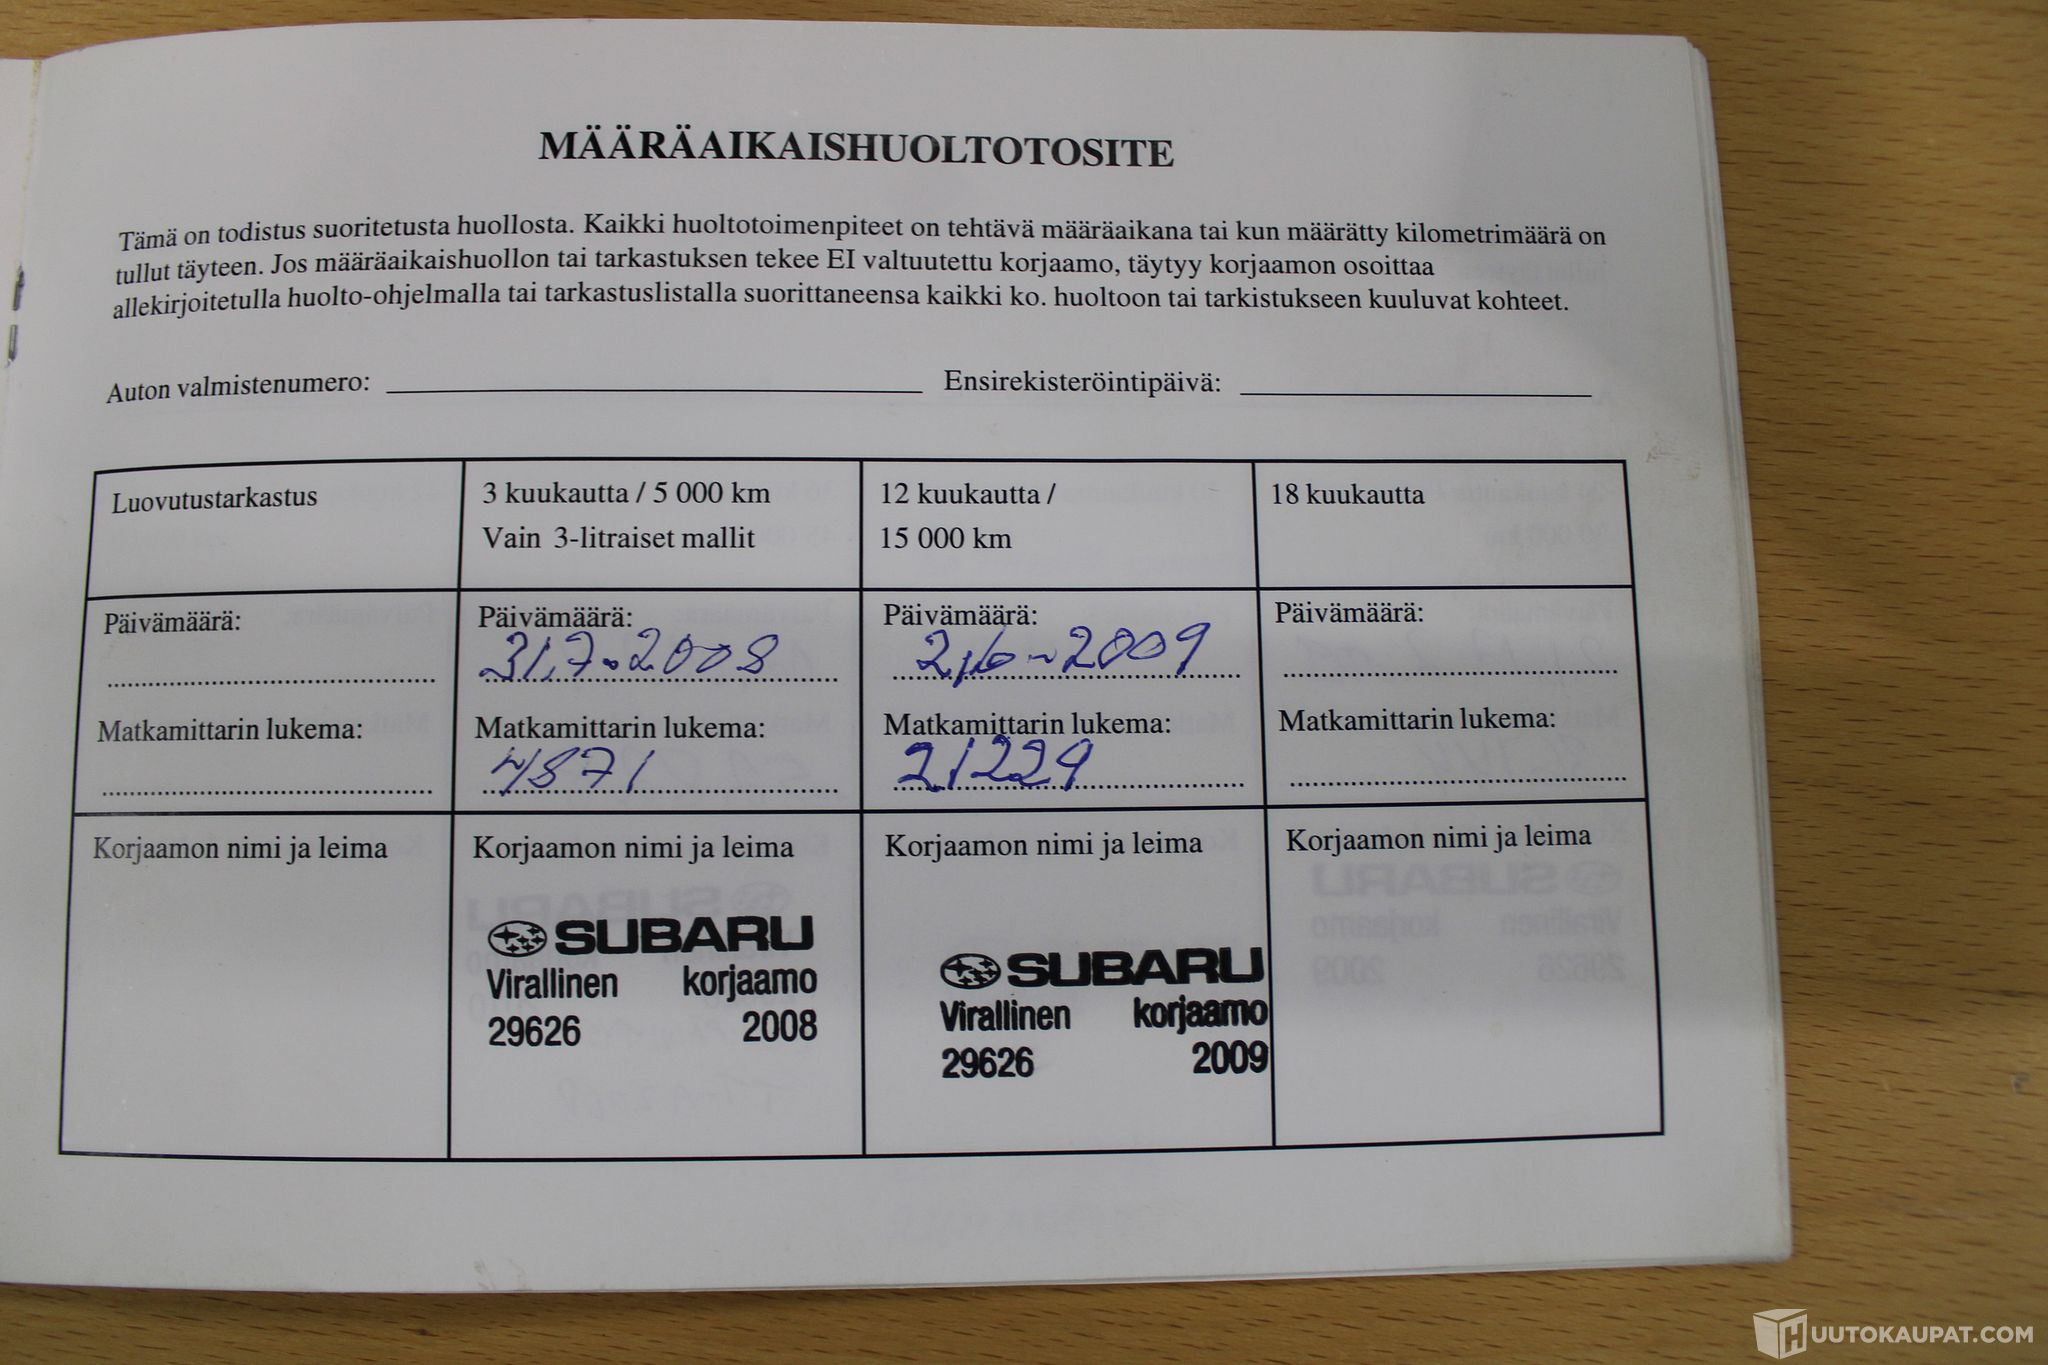 MÄÄRÄAIKAISHUOLTOTOSITE
Tämä on todistus suoritetusta huollosta. Kaikki huoltotoimenpiteet on tehtävä määräaikana tai kun määrätty kilometrimäärä on
tullut täyteen. Jos määräaikaishuollon tai tarkastuksen tekee EI valtuutettu korjaamo, täytyy korjaamon osoittaa
allekirjoitetulla huolto-ohjelmalla tai tarkastuslistalla suorittaneensa kaikki ko. huoltoon tai tarkistukseen kuuluvat kohteet.
Auton valmistenumero: Ensirekisteröintipäivä:
Luovutustarkastus
3 kuukautta / 5 000 km
Vain 3-litraiset mallit
12 kuukautta /
15 000 km
18 kuukautta
Päivämäärä:
Päivämäärä:
31.7.2008
Päivämäärä:
2.6-2009
Päivämäärä:
Matkamittarin lukema:
Matkamittarin lukema:
4871
Matkamittarin lukema:
21229
Matkamittarin lukema:
Korjaamon nimi ja leima
Korjaamon nimi ja leima
SUBARU
Virallinen korjaamo
29626 2008
Korjaamon nimi ja leima
SUBARU
Virallinen korjaamo
29626 2009
Korjaamon nimi ja leima
HUUTOKAUPAT.COM